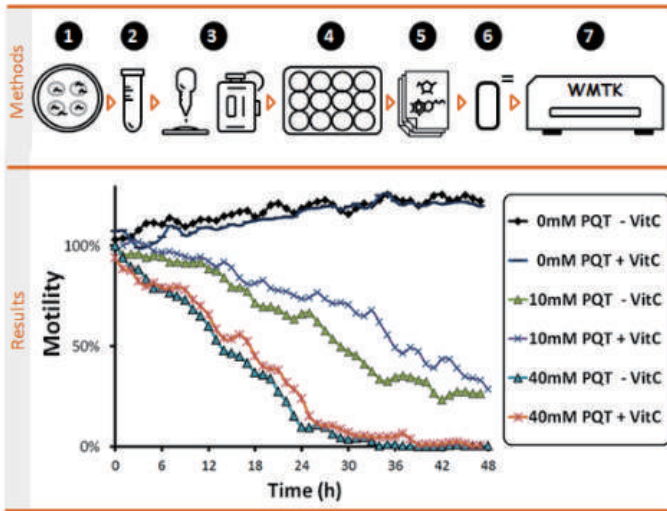 Methods
1 2 3 4 5 6 7
=
WMTK
Results
Motility
100%
50%
0%
0 6 12 18 24 30 36 42 48
Time (h)
0mM PQT - VitC
0mM PQT + VitC
10mM PQT - VitC
10mM PQT + VitC
40mM PQT - VitC
40mM PQT + VitC